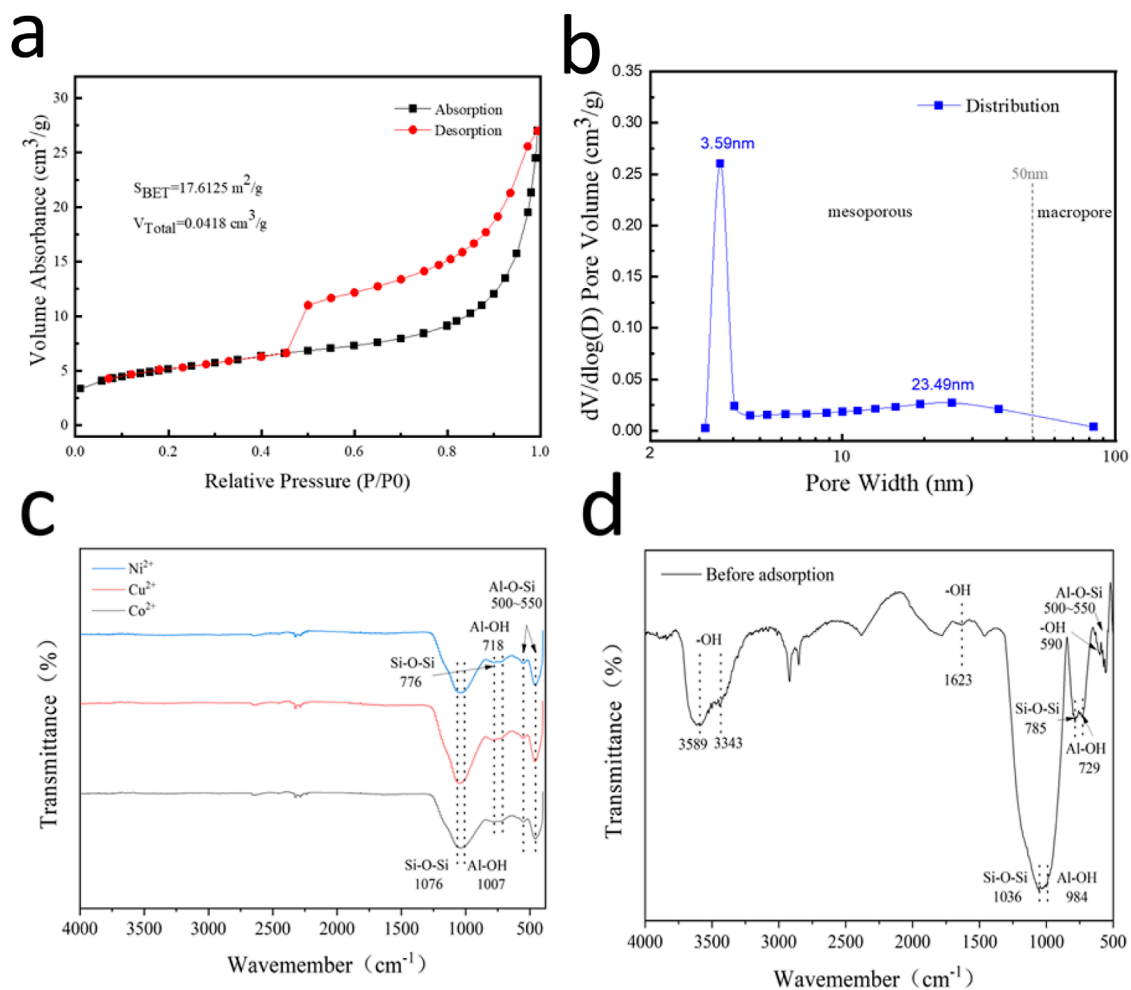 a
30
25
20
15
10
5
0
Volume Absorbance (cm³/g)
Absorption
Desorption
S_BET=17.6125 m²/g
V_Total=0.0418 cm³/g
0.0 0.2 0.4 0.6 0.8 1.0
Relative Pressure (P/P0)
b
0.35
0.30
0.25
0.20
0.15
0.10
0.05
0.00
dV/dlog(D) Pore Volume (cm³/g)
Distribution
3.59nm
50nm
mesoporous
macropore
23.49nm
2 10 100
Pore Width (nm)
c
Transmittance (%)
Ni²⁺
Cu²⁺
Co²⁺
Al-O-Si
500~550
Al-OH
718
Si-O-Si
776
Si-O-Si Al-OH
1076 1007
4000 3500 3000 2500 2000 1500 1000 500
Wavemember（cm⁻¹）
d
Transmittance (%)
Before adsorption
-OH
3589 3343
-OH
1623
Al-O-Si
500~550
-OH
590
Si-O-Si
785
Al-OH
729
Si-O-Si Al-OH
1036 984
4000 3500 3000 2500 2000 1500 1000 500
Wavemember（cm⁻¹）